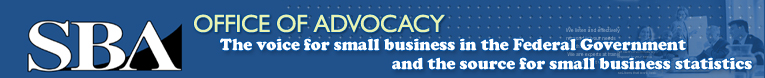 SBA
OFFICE OF ADVOCACY
The voice for small business in the Federal Government
and the source for small business statistics